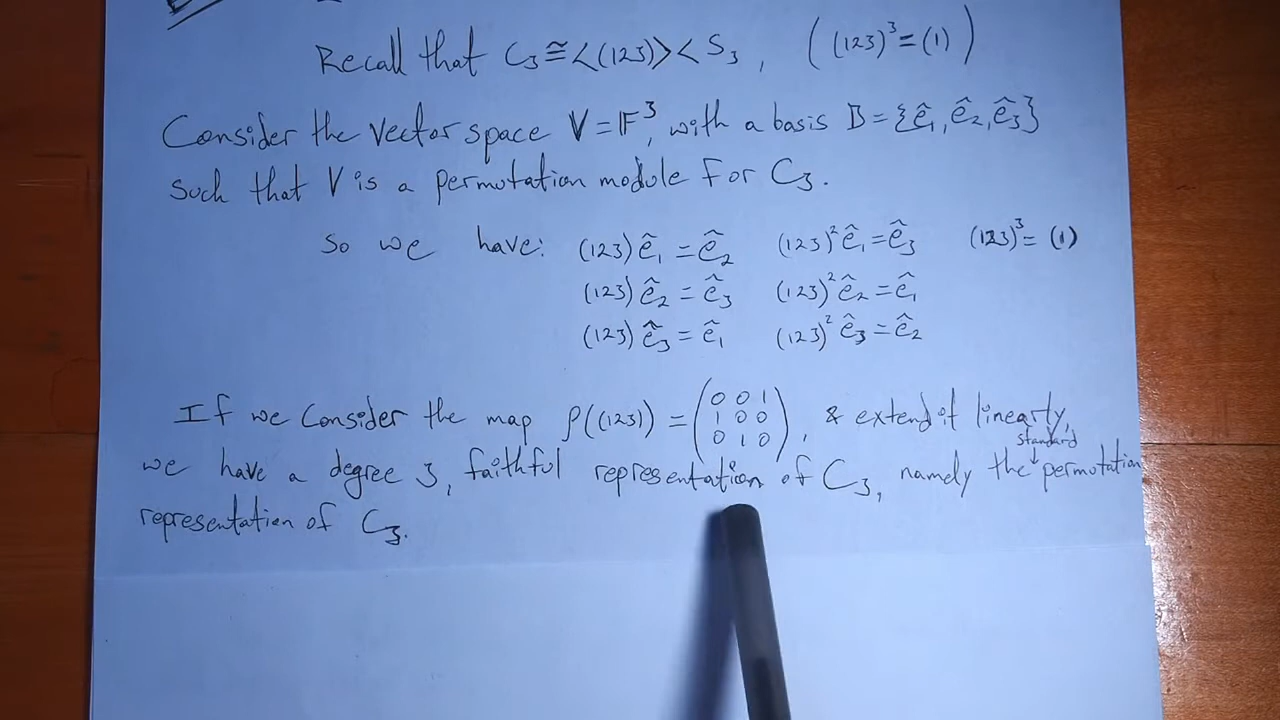 Recall that C₃ ≅ <(123)> < S₃, ((123)³ = (1))
Consider the vector space V = 𝔽³, with a basis B = {ê₁, ê₂, ê₃}
such that V is a permutation module for C₃.
So we have: (123) ê₁ = ê₂ (123)² ê₁ = ê₃ (123)³ = (1)
(123) ê₂ = ê₃ (123)² ê₂ = ê₁
(123) ê₃ = ê₁ (123)² ê₃ = ê₂
If we consider the map ρ((123)) = (0 0 1 / 1 0 0 / 0 1 0), & extend it linearly,
standard
we have a degree 3, faithful representation of C₃, namely the ↓ permutation
representation of C₃.